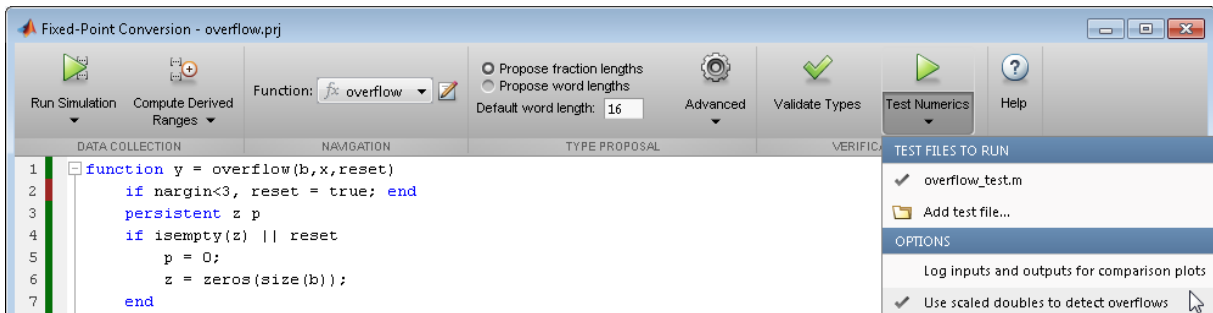 Fixed-Point Conversion - overflow.prj
Run Simulation
Compute Derived Ranges
Function: fx overflow
Propose fraction lengths
Propose word lengths
Default word length: 16
Advanced
Validate Types
Test Numerics
Help
DATA COLLECTION
NAVIGATION
TYPE PROPOSAL
VERIFIC
TEST FILES TO RUN
overflow_test.m
Add test file...
OPTIONS
Log inputs and outputs for comparison plots
Use scaled doubles to detect overflows
1 function y = overflow(b,x,reset)
2 if nargin<3, reset = true; end
3 persistent z p
4 if isempty(z) || reset
5 p = 0;
6 z = zeros(size(b));
7 end